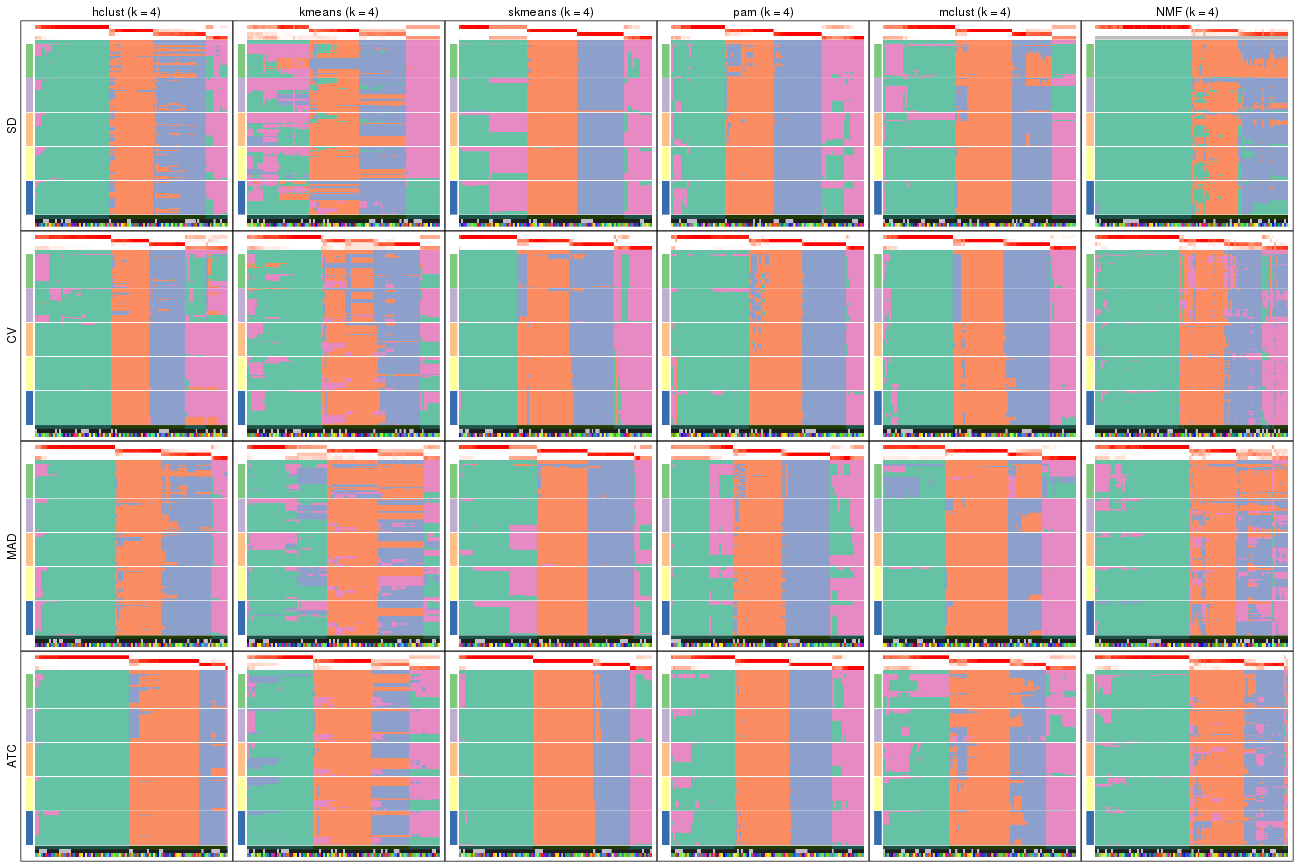 hclust (k = 4) kmeans (k = 4) skmeans (k = 4) pam (k = 4) mclust (k = 4) NMF (k = 4)
SD
CV
MAD
ATC